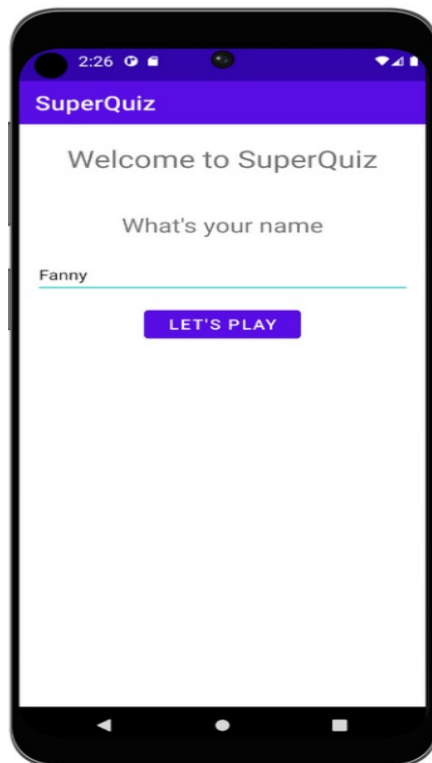 2:26
SuperQuiz
Welcome to SuperQuiz
What's your name
Fanny
LET'S PLAY